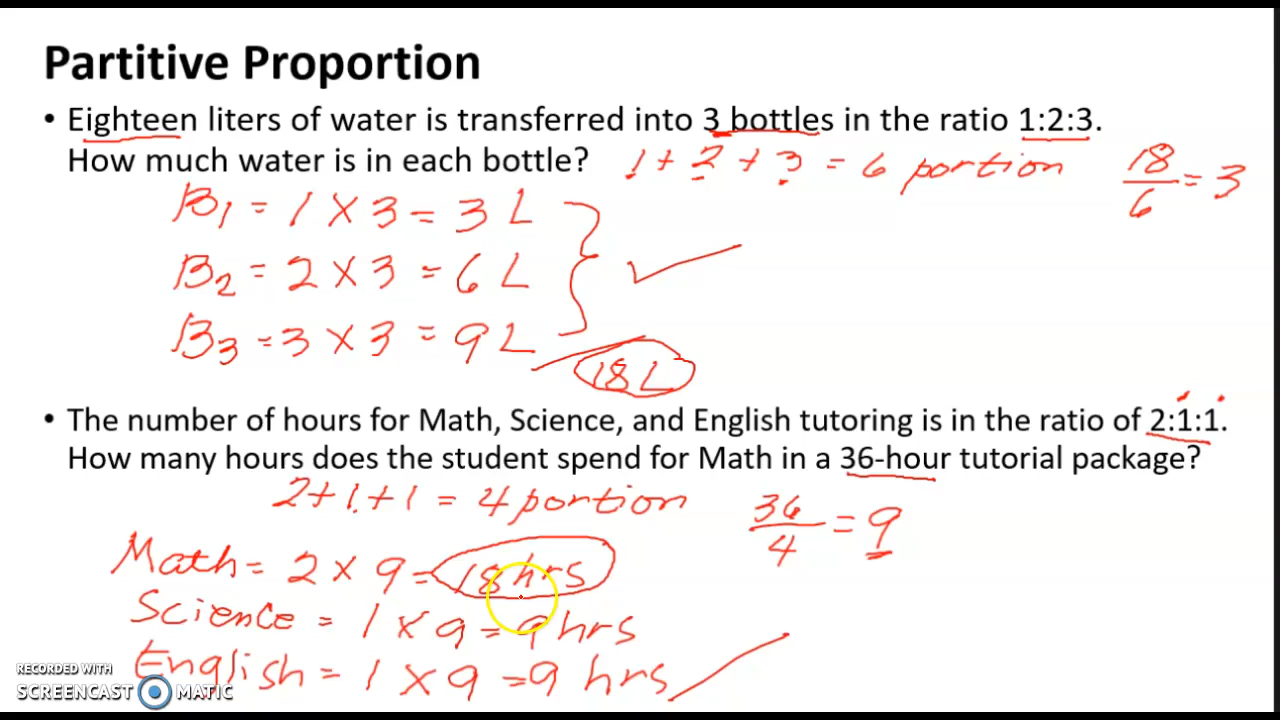 Partitive Proportion
• Eighteen liters of water is transferred into 3 bottles in the ratio 1:2:3.
How much water is in each bottle? 1 + 2 + 3 = 6 portion 18/6 = 3
B1 = 1 X 3 = 3 L
B2 = 2 X 3 = 6 L
B3 = 3 X 3 = 9 L
18 L
• The number of hours for Math, Science, and English tutoring is in the ratio of 2:1:1.
How many hours does the student spend for Math in a 36-hour tutorial package?
2+1+1 = 4 portion 36/4 = 9
Math = 2 x 9 = 18 hrs
Science = 1 x 9 = 9 hrs
English = 1 x 9 = 9 hrs
RECORDED WITH
SCREENCAST MATIC